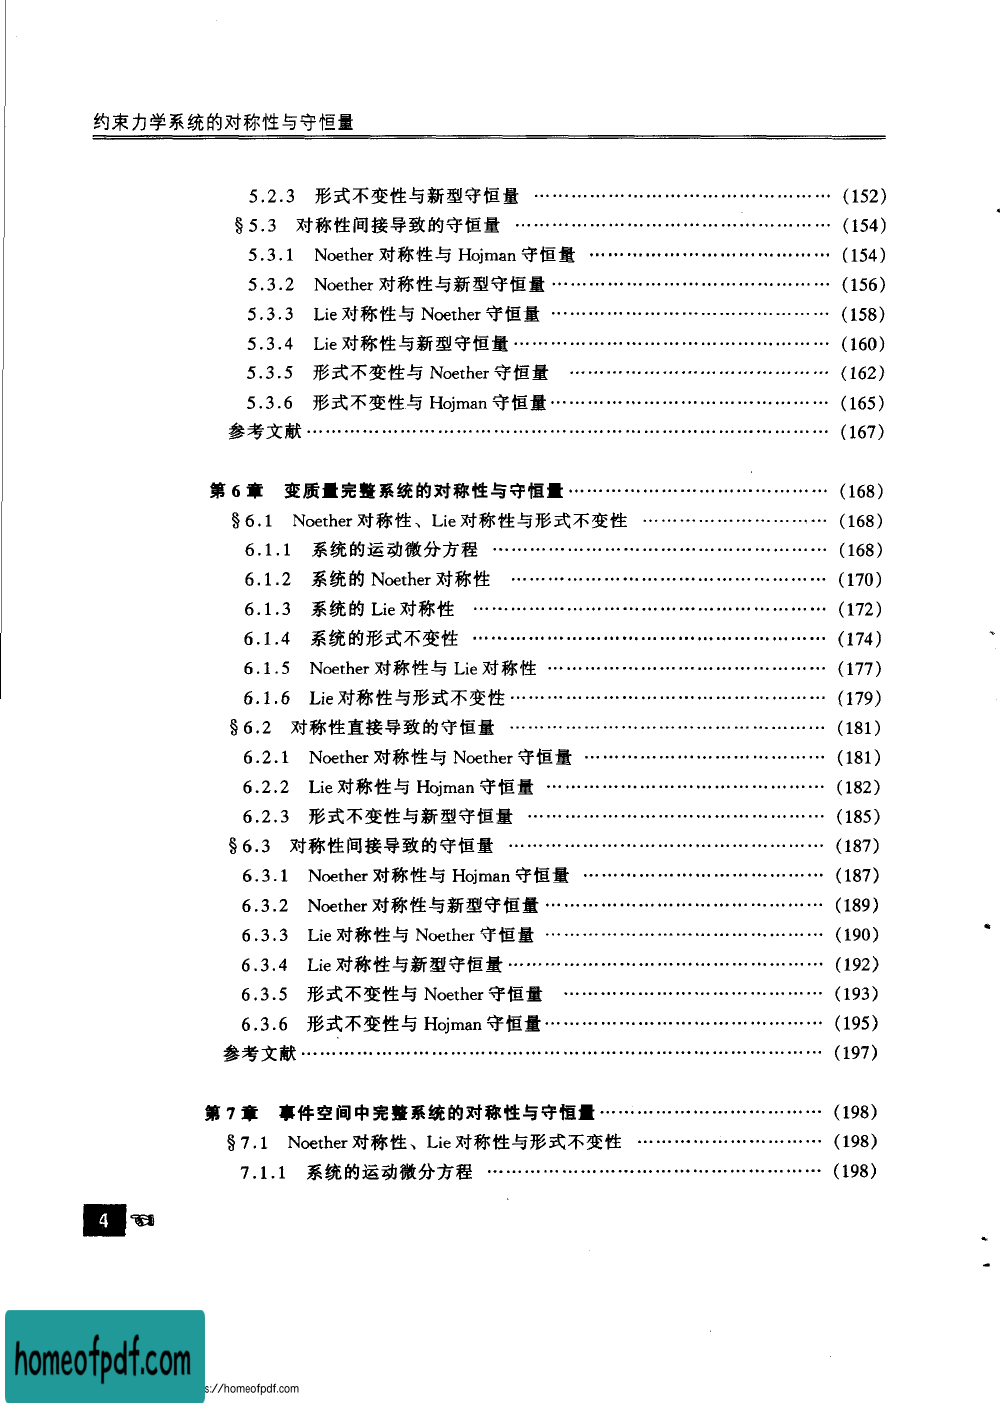 约束力学系统的对称性与守恒量
5.2.3 形式不变性与新型守恒量 …………………………………………… (152)
§5.3 对称性间接导致的守恒量 …………………………………………… (154)
5.3.1 Noether 对称性与 Hojman 守恒量 ………………………………… (154)
5.3.2 Noether 对称性与新型守恒量 ……………………………………… (156)
5.3.3 Lie 对称性与 Noether 守恒量 ……………………………………… (158)
5.3.4 Lie 对称性与新型守恒量 …………………………………………… (160)
5.3.5 形式不变性与 Noether 守恒量 …………………………………… (162)
5.3.6 形式不变性与 Hojman 守恒量 ……………………………………… (165)
参考文献 ………………………………………………………………………… (167)
第 6 章 变质量完整系统的对称性与守恒量 …………………………………… (168)
§6.1 Noether 对称性、Lie 对称性与形式不变性 ………………………… (168)
6.1.1 系统的运动微分方程 ……………………………………………… (168)
6.1.2 系统的 Noether 对称性 …………………………………………… (170)
6.1.3 系统的 Lie 对称性 ………………………………………………… (172)
6.1.4 系统的形式不变性 ………………………………………………… (174)
6.1.5 Noether 对称性与 Lie 对称性 ……………………………………… (177)
6.1.6 Lie 对称性与形式不变性 …………………………………………… (179)
§6.2 对称性直接导致的守恒量 …………………………………………… (181)
6.2.1 Noether 对称性与 Noether 守恒量 ………………………………… (181)
6.2.2 Lie 对称性与 Hojman 守恒量 ……………………………………… (182)
6.2.3 形式不变性与新型守恒量 ………………………………………… (185)
§6.3 对称性间接导致的守恒量 …………………………………………… (187)
6.3.1 Noether 对称性与 Hojman 守恒量 ………………………………… (187)
6.3.2 Noether 对称性与新型守恒量 ……………………………………… (189)
6.3.3 Lie 对称性与 Noether 守恒量 ……………………………………… (190)
6.3.4 Lie 对称性与新型守恒量 …………………………………………… (192)
6.3.5 形式不变性与 Noether 守恒量 …………………………………… (193)
6.3.6 形式不变性与 Hojman 守恒量 ……………………………………… (195)
参考文献 ………………………………………………………………………… (197)
第 7 章 事件空间中完整系统的对称性与守恒量 ……………………………… (198)
§7.1 Noether 对称性、Lie 对称性与形式不变性 ………………………… (198)
7.1.1 系统的运动微分方程 ……………………………………………… (198)
4
homeofpdf.com
s://homeofpdf.com